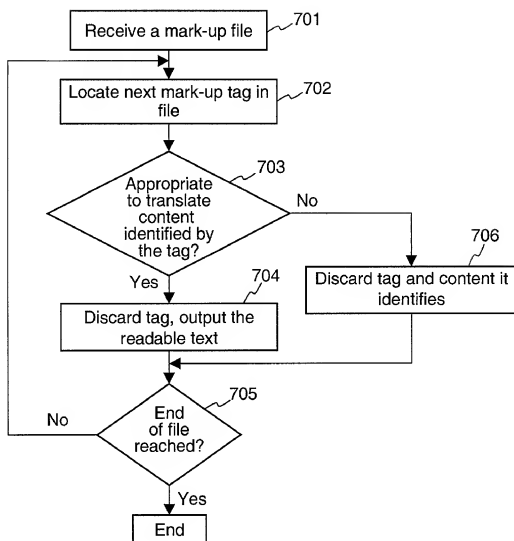 Receive a mark-up file
701
Locate next mark-up tag in
file
702
703
Appropriate
to translate
content
identified by
the tag?
No
Yes
706
Discard tag and content it
identifies
704
Discard tag, output the
readable text
705
End
of file
reached?
No
Yes
End